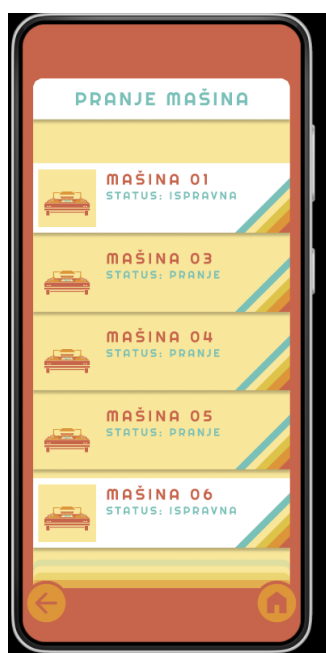 PRANJE MAŠINA
MAŠINA 01
STATUS: ISPRAVNA
MAŠINA 03
STATUS: PRANJE
MAŠINA 04
STATUS: PRANJE
MAŠINA 05
STATUS: PRANJE
MAŠINA 06
STATUS: ISPRAVNA